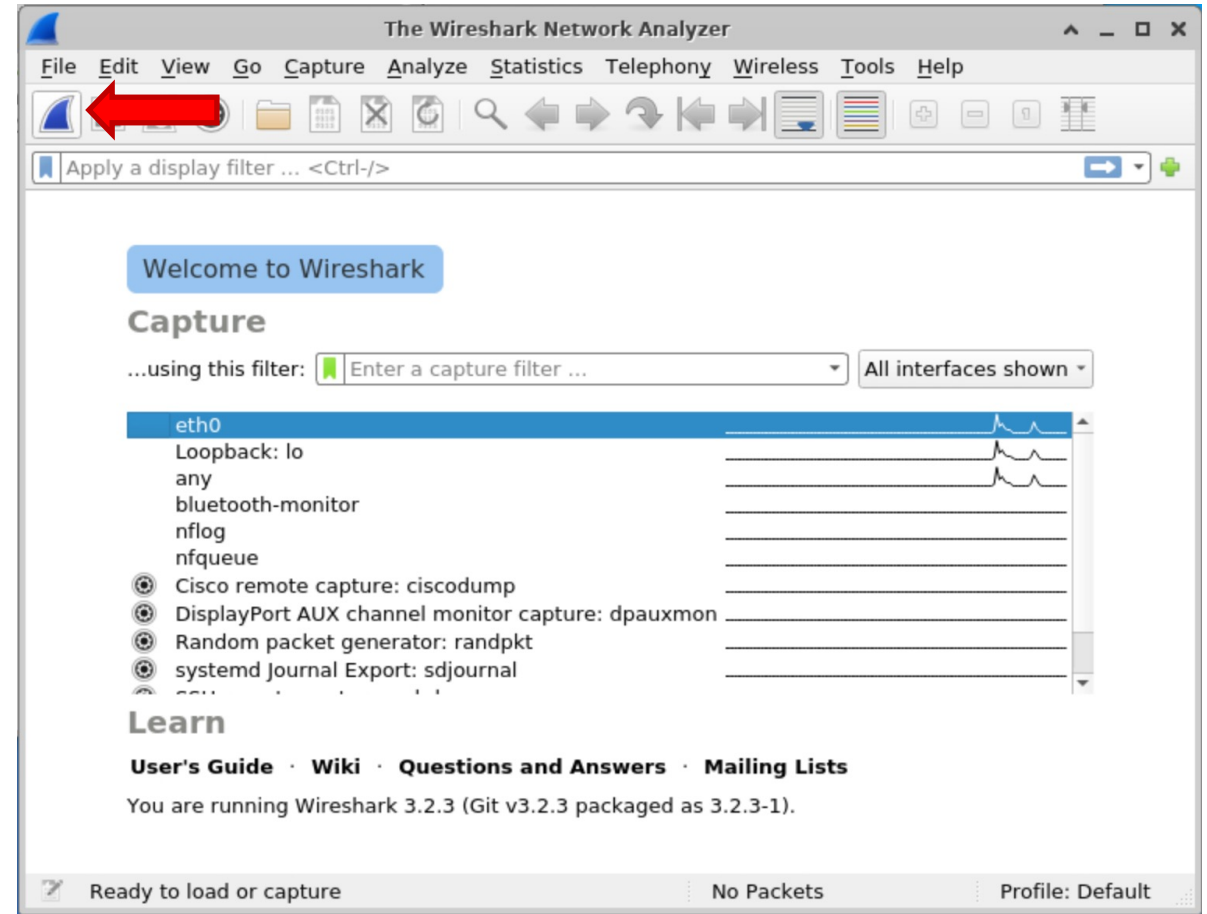 The Wireshark Network Analyzer
File Edit View Go Capture Analyze Statistics Telephony Wireless Tools Help
Apply a display filter … <Ctrl-/>
Welcome to Wireshark
Capture
…using this filter: Enter a capture filter … All interfaces shown
eth0
Loopback: lo
any
bluetooth-monitor
nflog
nfqueue
Cisco remote capture: ciscodump
DisplayPort AUX channel monitor capture: dpauxmon
Random packet generator: randpkt
systemd Journal Export: sdjournal
Learn
User's Guide · Wiki · Questions and Answers · Mailing Lists
You are running Wireshark 3.2.3 (Git v3.2.3 packaged as 3.2.3-1).
Ready to load or capture No Packets Profile: Default